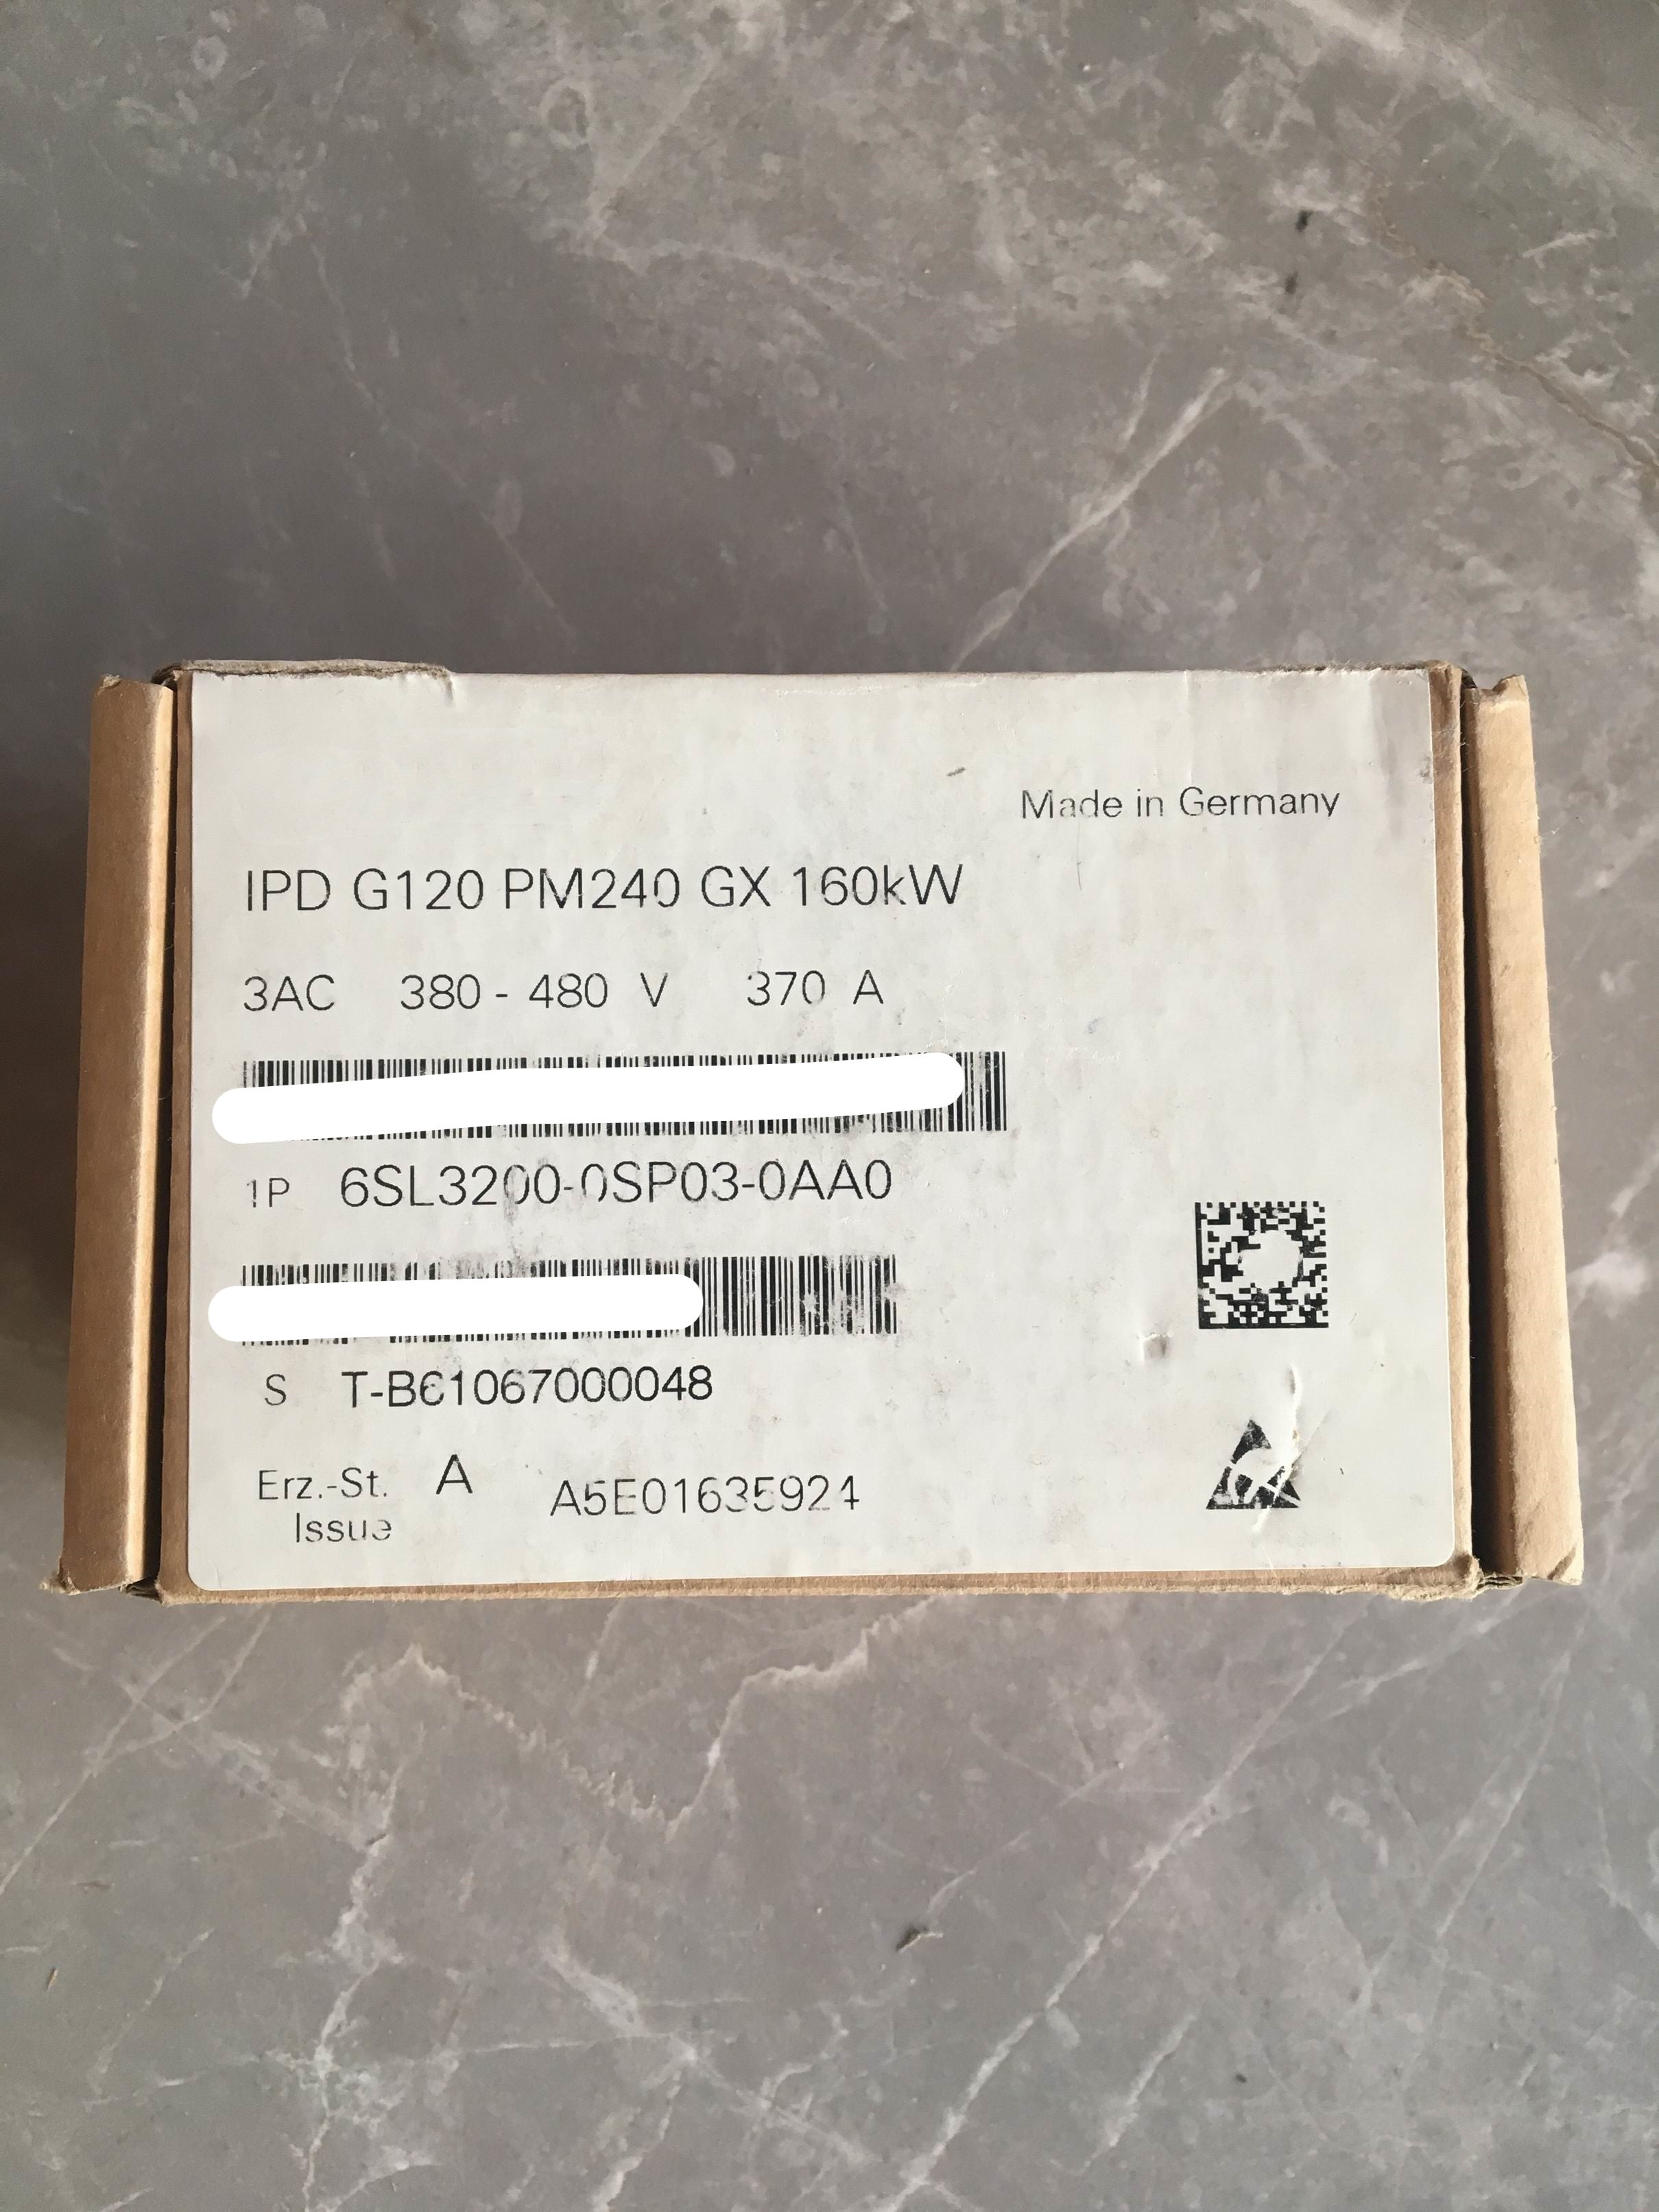 Made in Germany
IPD G120 PM240 GX 160kW
3AC 380 - 480 V 370 A
1P 6SL3200-0SP03-0AA0
S T-B61067000048
Erz.-St. A A5E01635924
Issue